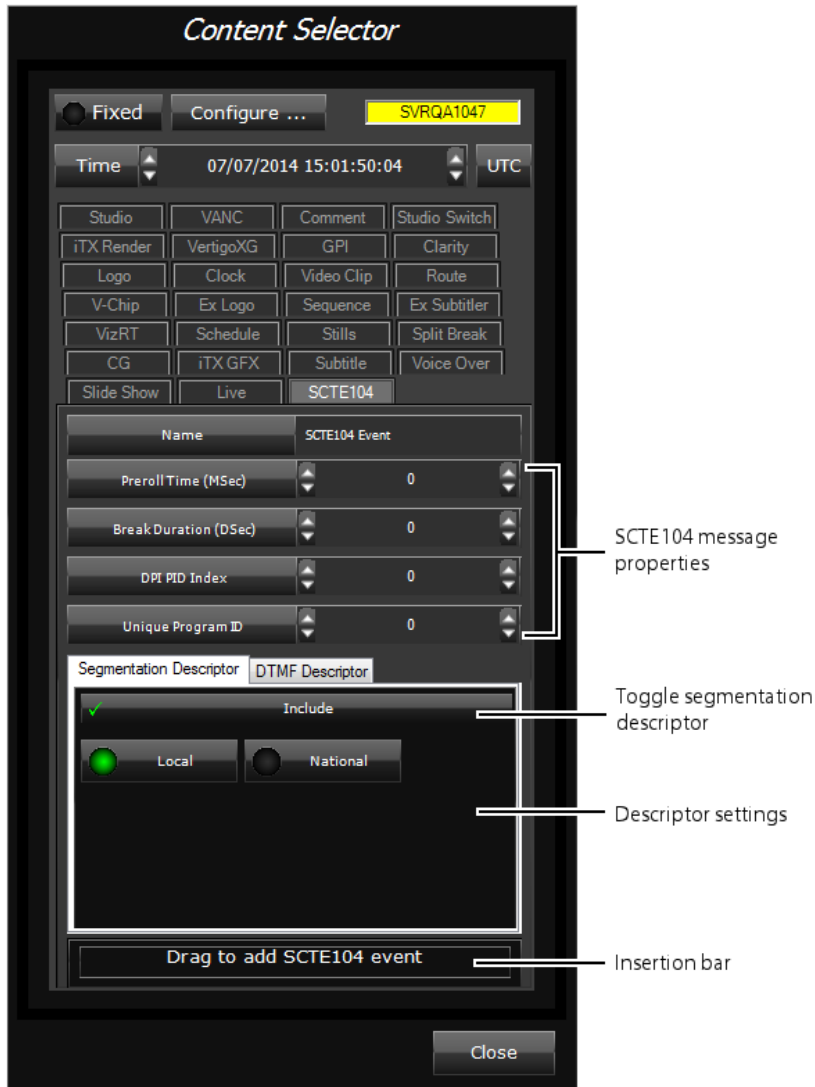 Content Selector
Fixed
Configure ...
SVRQA1047
Time
07/07/2014 15:01:50:04
UTC
Studio
VANC
Comment
Studio Switch
iTX Render
VertigoXG
GPI
Clarity
Logo
Clock
Video Clip
Route
V-Chip
Ex Logo
Sequence
Ex Subtitler
VizRT
Schedule
Stills
Split Break
CG
iTX GFX
Subtitle
Voice Over
Slide Show
Live
SCTE104
Name
SCTE104 Event
Preroll Time (MSec)
0
Break Duration (DSec)
0
DPI PID Index
0
Unique Program ID
0
SCTE104 message
properties
Segmentation Descriptor
DTMF Descriptor
Include
Toggle segmentation
descriptor
Local
National
Descriptor settings
Drag to add SCTE104 event
Insertion bar
Close